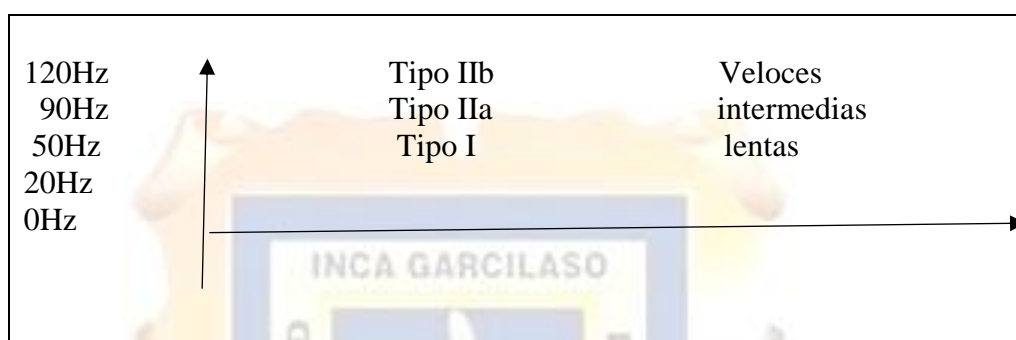 120Hz Tipo IIb Veloces
90Hz Tipo IIa intermedias
50Hz Tipo I lentas
20Hz
0Hz
INCA GARCILASO